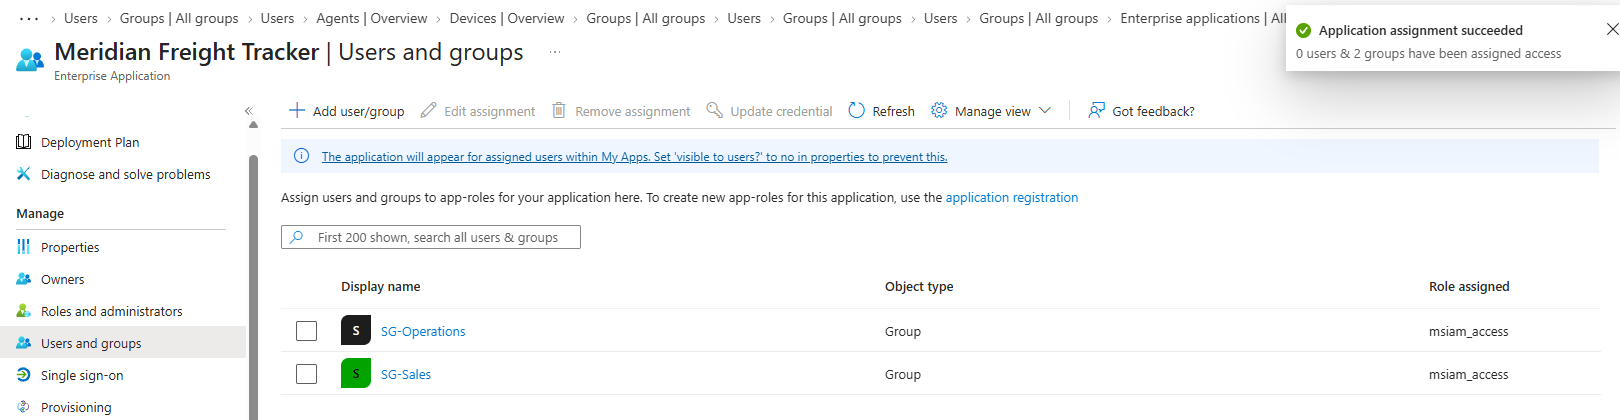 ··· > Users > Groups | All groups > Users > Agents | Overview > Devices | Overview > Groups | All groups > Users > Groups | All groups > Users > Groups | All groups > Enterprise applications | All
Application assignment succeeded
0 users & 2 groups have been assigned access
Meridian Freight Tracker | Users and groups ···
Enterprise Application
Add user/group Edit assignment Remove assignment Update credential Refresh Manage view Got feedback?
Deployment Plan
Diagnose and solve problems
Manage
Properties
Owners
Roles and administrators
Users and groups
Single sign-on
Provisioning
The application will appear for assigned users within My Apps. Set 'visible to users?' to no in properties to prevent this.
Assign users and groups to app-roles for your application here. To create new app-roles for this application, use the application registration
First 200 shown, search all users & groups
Display name Object type Role assigned
S SG-Operations Group msiam_access
S SG-Sales Group msiam_access